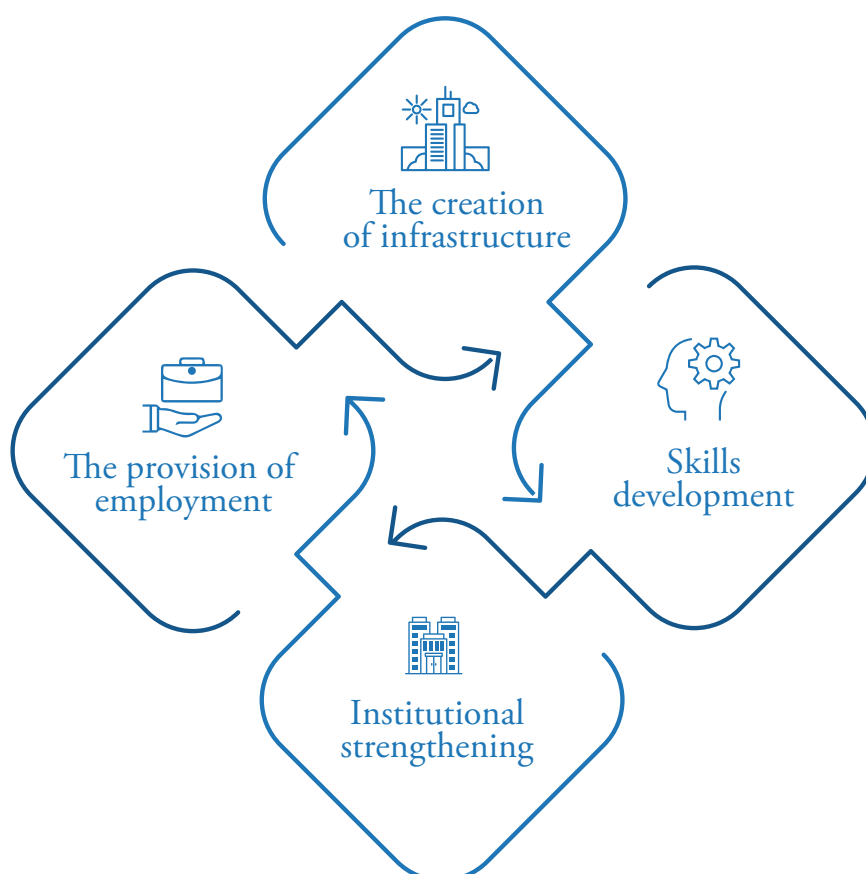 The creation
of infrastructure
The provision of
employment
Skills
development
Institutional
strengthening